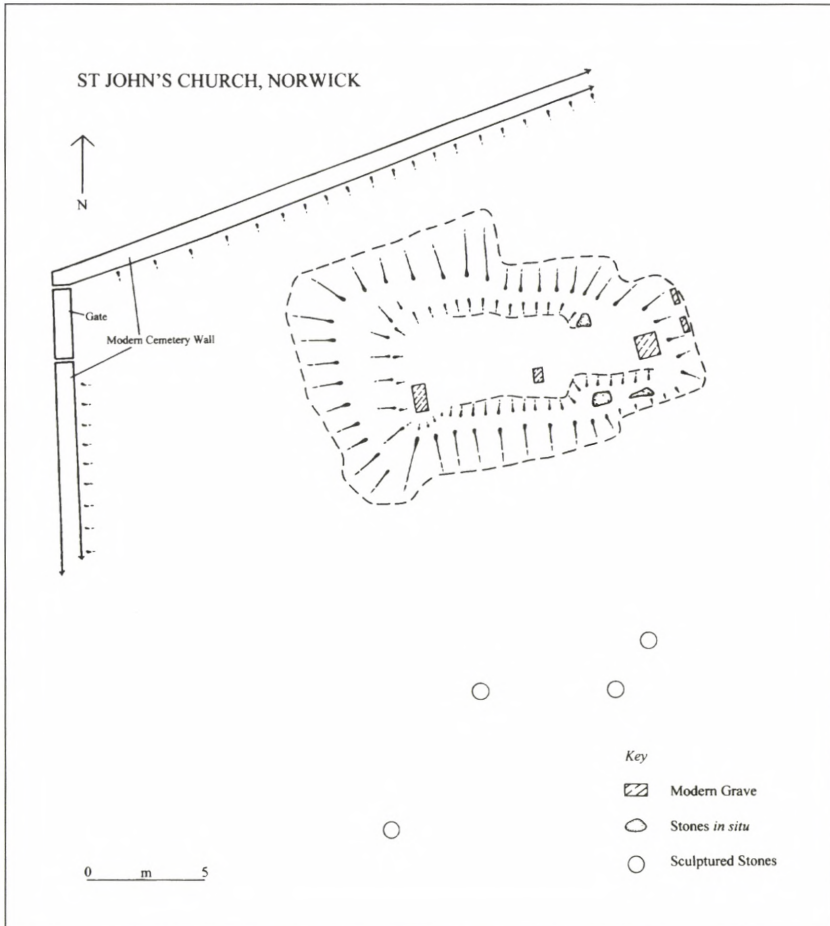 ST JOHN'S CHURCH, NORWICK
N
Gate
Modern Cemetery Wall
Key
Modern Grave
Stones in situ
Sculptured Stones
0 m 5